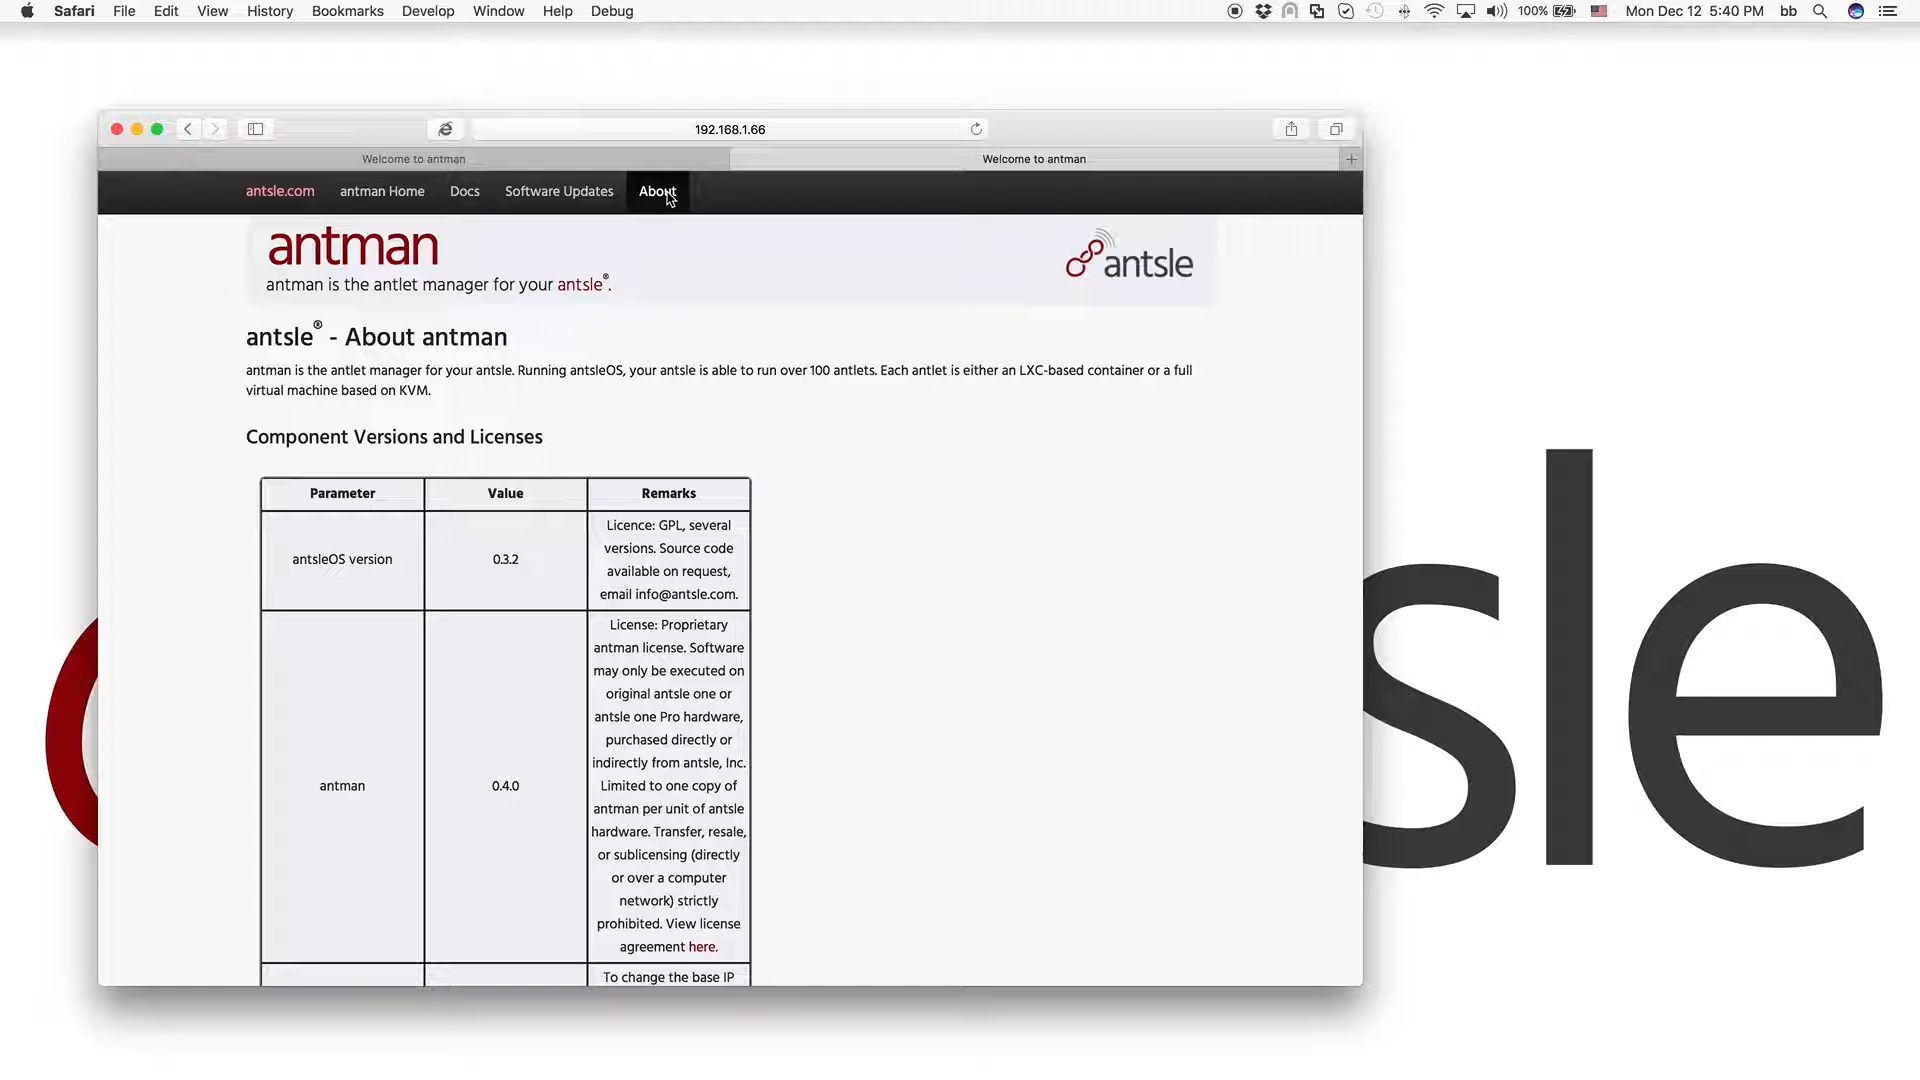 Safari File Edit View History Bookmarks Develop Window Help Debug
100% Mon Dec 12 5:40 PM bb
192.168.1.66
Welcome to antman Welcome to antman
antsle.com antman Home Docs Software Updates About
antman
antman is the antlet manager for your antsle®.
antsle
antsle® - About antman
antman is the antlet manager for your antsle. Running antsleOS, your antsle is able to run over 100 antlets. Each antlet is either an LXC-based container or a full
virtual machine based on KVM.
Component Versions and Licenses
Parameter Value Remarks
antsleOS version
0.3.2
Licence: GPL, several
versions. Source code
available on request,
email info@antsle.com.
antman
0.4.0
License: Proprietary
antman license. Software
may only be executed on
original antsle one or
antsle one Pro hardware,
purchased directly or
indirectly from antsle, Inc.
Limited to one copy of
antman per unit of antsle
hardware. Transfer, resale,
or sublicensing (directly
or over a computer
network) strictly
prohibited. View license
agreement here.
To change the base IP
sle